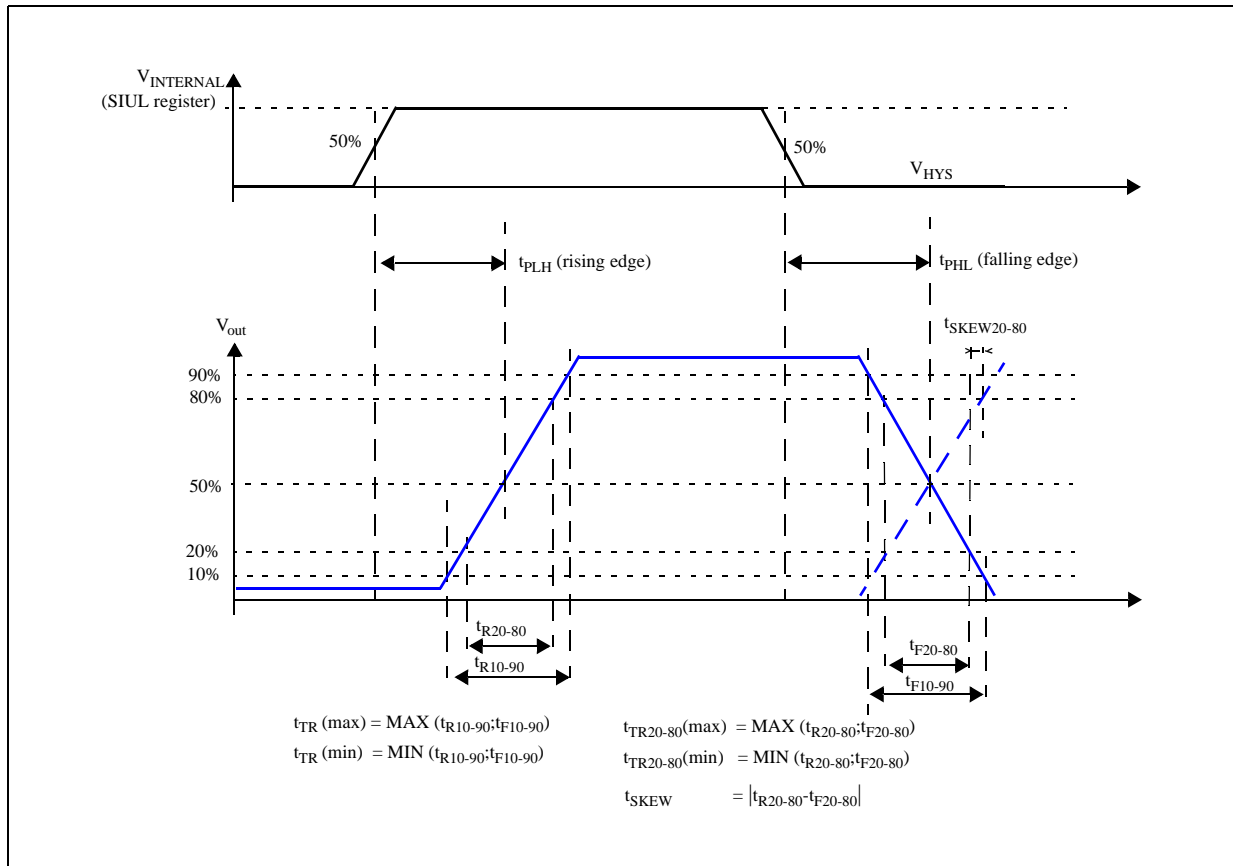 V_INTERNAL
(SIUL register)
50%
50%
V_HYS
t_PLH (rising edge)
t_PHL (falling edge)
V_out
t_SKEW20-80
90%
80%
50%
20%
10%
t_R20-80
t_R10-90
t_F20-80
t_F10-90
t_TR (max) = MAX (t_R10-90;t_F10-90)
t_TR (min) = MIN (t_R10-90;t_F10-90)
t_TR20-80(max) = MAX (t_R20-80;t_F20-80)
t_TR20-80(min) = MIN (t_R20-80;t_F20-80)
t_SKEW = |t_R20-80-t_F20-80|